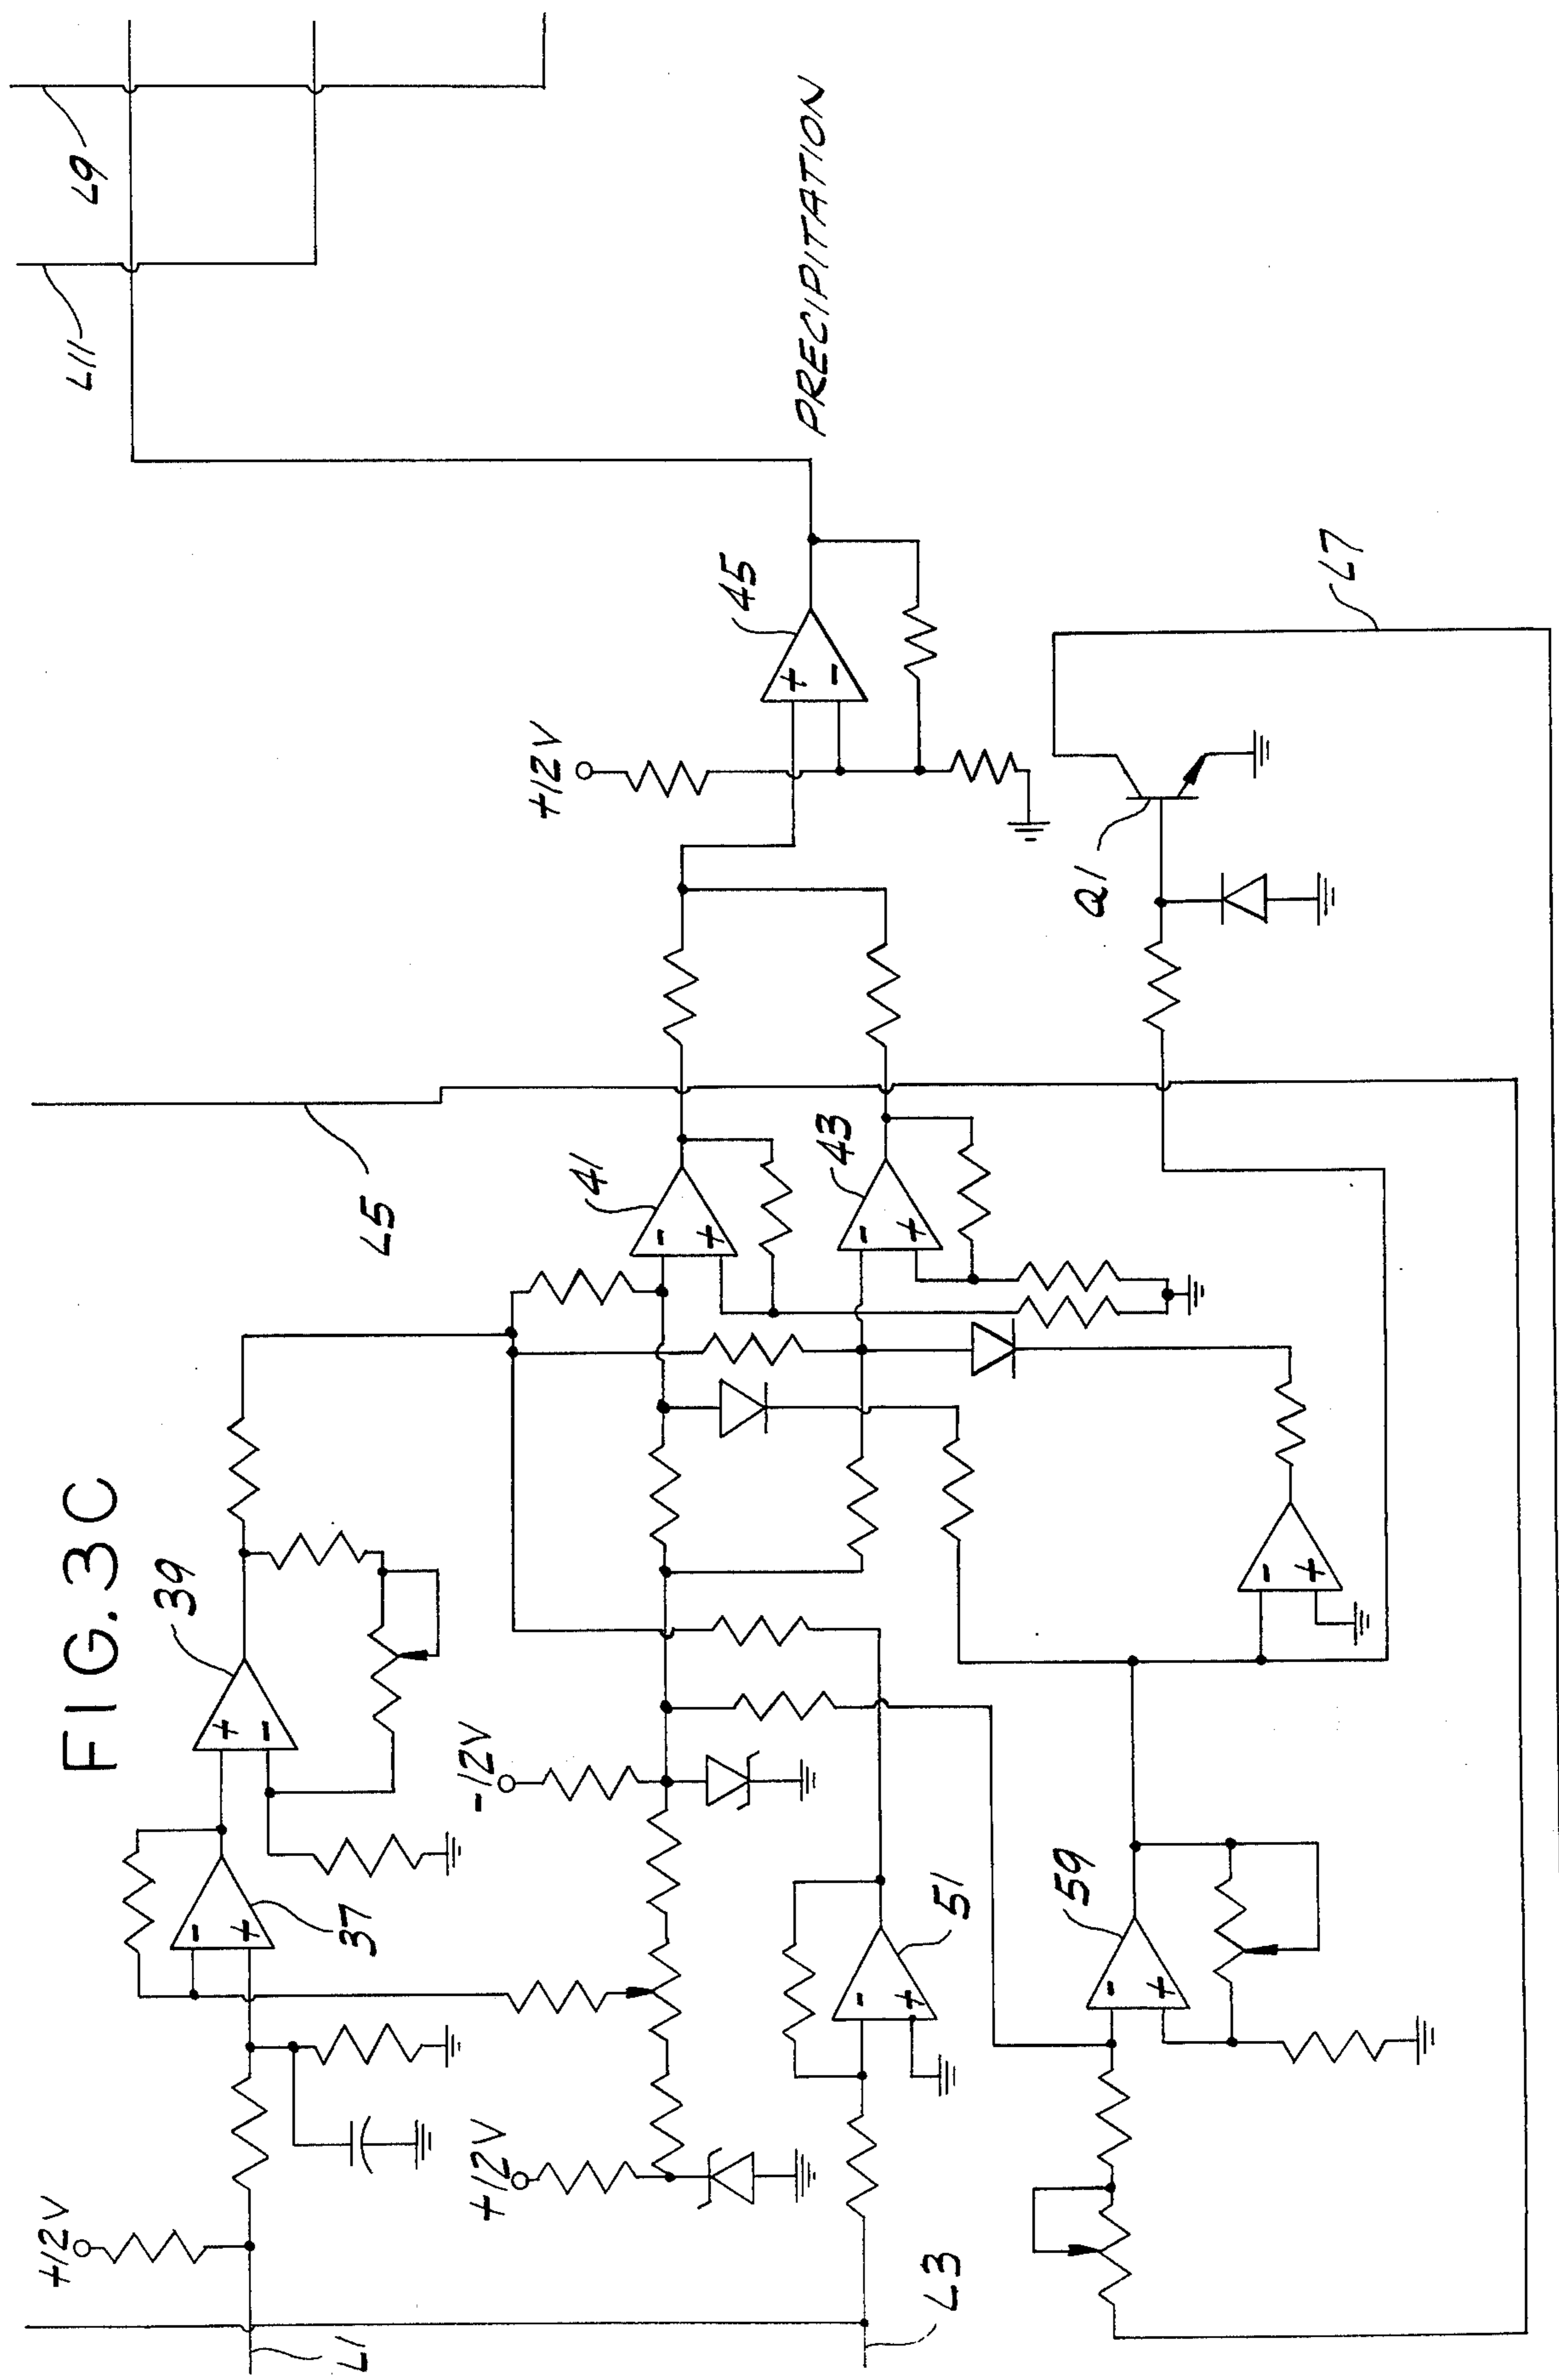 FIG. 3C
+12V
L1
37
39
+12V
-12V
L3
51
59
L5
41
43
+12V
45
Q1
L7
PRECIPITATION
L11
L9
+
-
-
+
-
+
-
+
-
+
-
+
-
+
+
-